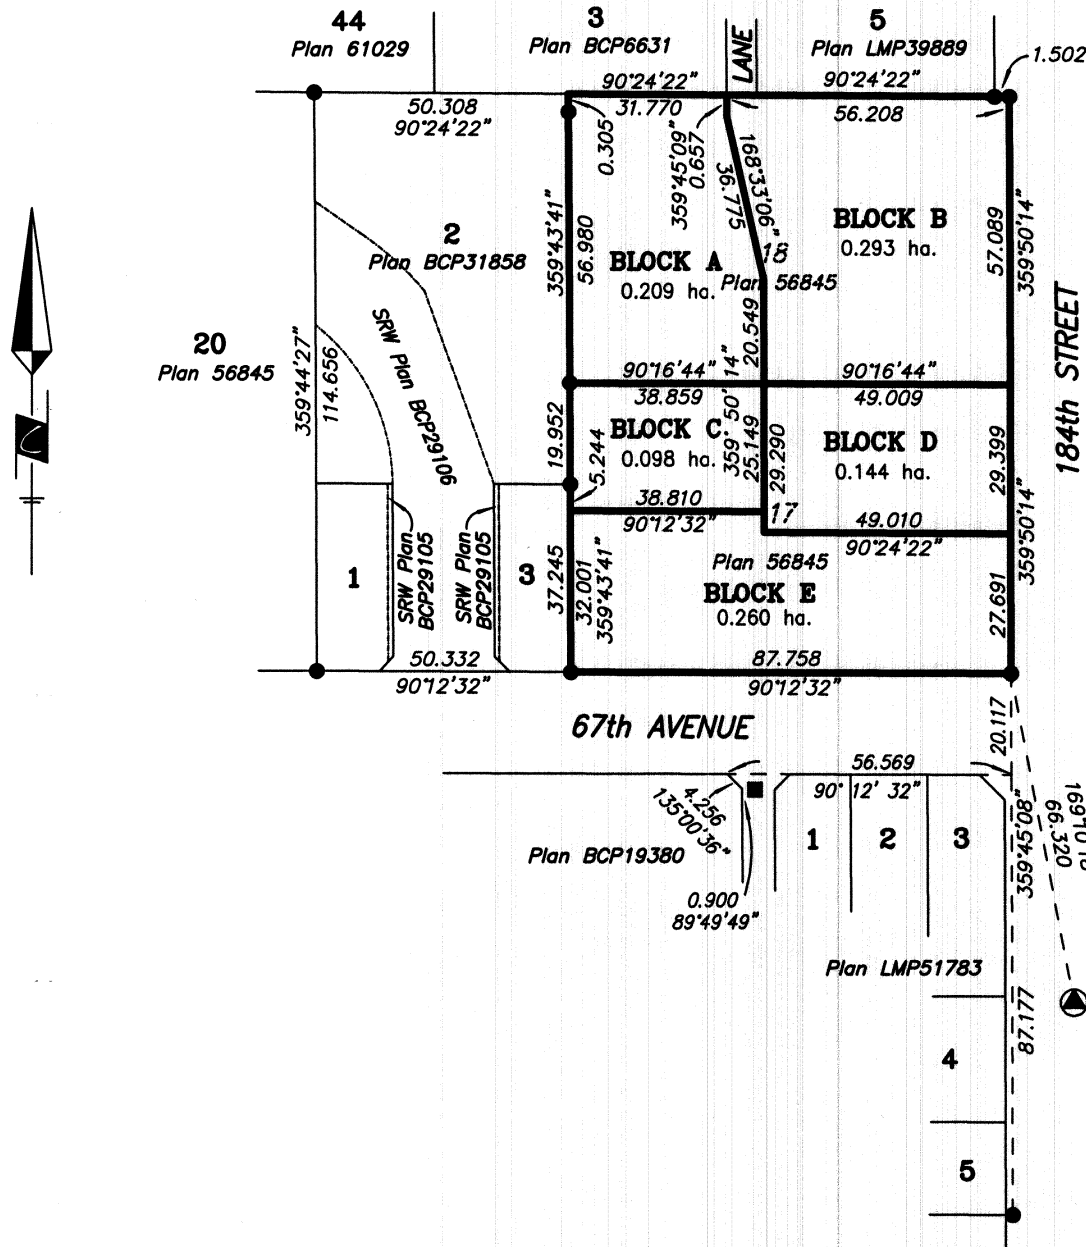 44
Plan 61029
3
Plan BCP6631
LANE
5
Plan LMP39889
1.502
90°24'22"
31.770
90°24'22"
56.208
50.308
90°24'22"
0.305
359°45'09"
0.657
168°33'06"
36.775
359°43'41"
56.980
2
Plan BCP31858
BLOCK A
0.209 ha.
18
Plan 56845
BLOCK B
0.293 ha.
57.089
359°50'14"
184th STREET
20
Plan 56845
359°44'27"
114.656
SRW Plan BCP29106
20.549
90°16'44"
38.859
90°16'44"
49.009
19.952
5.244
BLOCK C
0.098 ha.
359° 50' 14"
25.149
29.290
BLOCK D
0.144 ha.
29.399
359°50'14"
38.810
90°12'32"
17
49.010
90°24'22"
Plan 56845
1
SRW Plan
BCP29105
SRW Plan
BCP29105
3
37.245
32.001
359°43'41"
BLOCK E
0.260 ha.
27.691
50.332
90°12'32"
87.758
90°12'32"
67th AVENUE
20.117
56.569
90° 12' 32"
4.256
135°00'36"
Plan BCP19380
0.900
89°49'49"
1
2
3
359°45'08"
66.320
Plan LMP51783
87.177
4
5